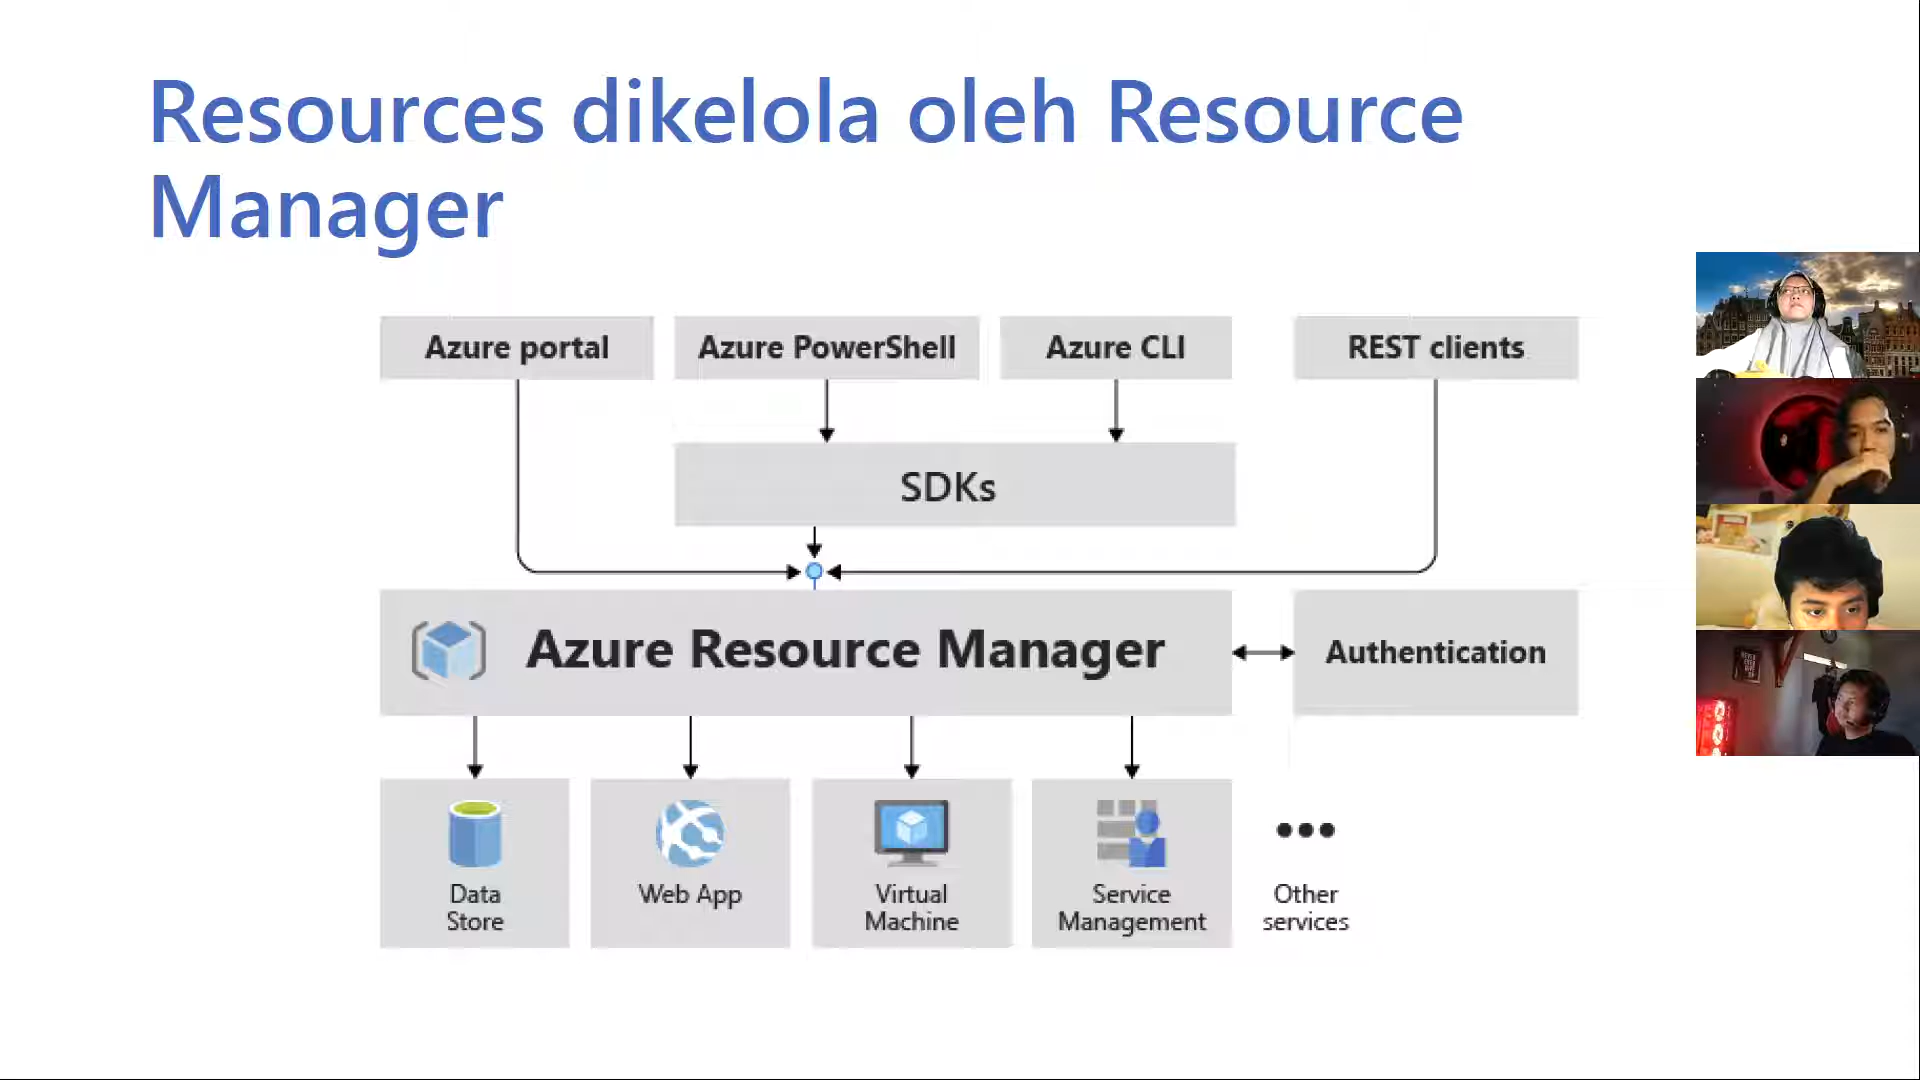 Resources dikelola oleh Resource
Manager
Azure portal
Azure PowerShell
Azure CLI
REST clients
SDKs
Azure Resource Manager
Authentication
Data
Store
Web App
Virtual
Machine
Service
Management
Other
services